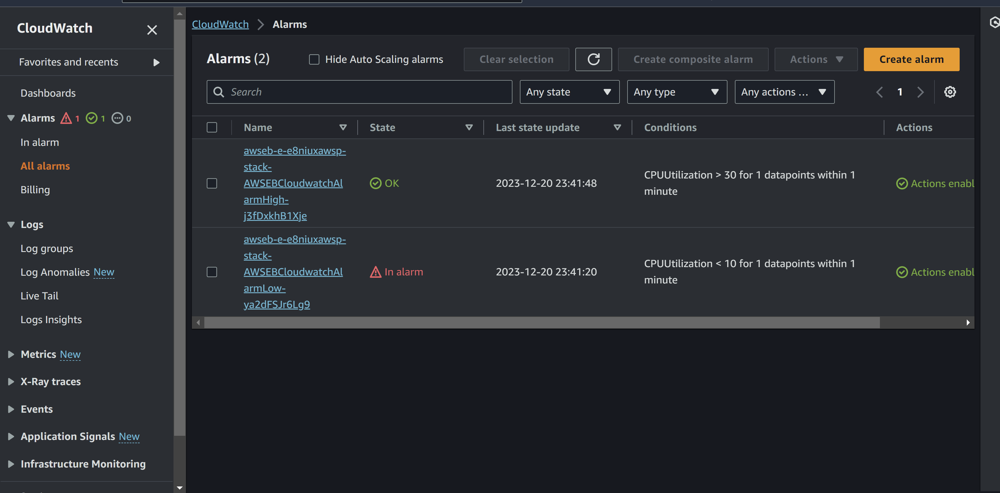 CloudWatch
Favorites and recents
Dashboards
Alarms 1 1 0
In alarm
All alarms
Billing
Logs
Log groups
Log Anomalies New
Live Tail
Logs Insights
Metrics New
X-Ray traces
Events
Application Signals New
Infrastructure Monitoring
CloudWatch Alarms
Alarms (2)
Hide Auto Scaling alarms
Clear selection
Create composite alarm
Actions
Create alarm
Search
Any state
Any type
Any actions ...
1
Name State Last state update Conditions Actions
awseb-e-e8niuxawsp-
stack-
AWSEBCloudwatchAl
armHigh-
j3fDxkhB1Xje
OK
2023-12-20 23:41:48
CPUUtilization > 30 for 1 datapoints within 1
minute
Actions enabl
awseb-e-e8niuxawsp-
stack-
AWSEBCloudwatchAl
armLow-
ya2dFSJr6Lg9
In alarm
2023-12-20 23:41:20
CPUUtilization < 10 for 1 datapoints within 1
minute
Actions enabl